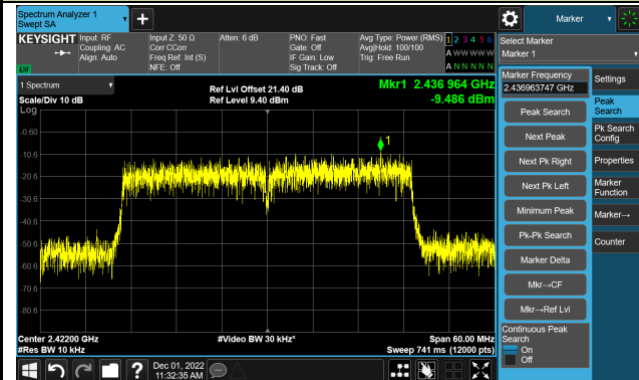 Spectrum Analyzer 1
Swept SA
Marker
KEYSIGHT
Input: RF
Coupling: AC
Align: Auto
Input Z: 50 Ω
Corr CCorr
Freq Ref: Int (S)
NFE: Off
Atten: 6 dB
PNO: Fast
Gate: Off
IF Gain: Low
Sig Track: Off
Avg Type: Power (RMS)
Avg|Hold: 100/100
Trig: Free Run
1 2 3 4 5 6
A W W W W W
A N N N N N
Select Marker
Marker 1
1 Spectrum
Scale/Div 10 dB
Log
Ref Lvl Offset 21.40 dB
Ref Level 9.40 dBm
Mkr1 2.436 964 GHz
-9.486 dBm
Marker Frequency
2.436963747 GHz
Settings
Peak Search
Next Peak
Next Pk Right
Next Pk Left
Minimum Peak
Pk-Pk Search
Marker Delta
Mkr→CF
Mkr→Ref Lvl
Continuous Peak
Search
On
Off
Peak
Search
Pk Search
Config
Properties
Marker
Function
Marker→
Counter
1
-0.60
-10.6
-20.6
-30.6
-40.6
-50.6
-60.6
-70.6
-80.6
Center 2.42200 GHz
#Res BW 10 kHz
#Video BW 30 kHz*
Span 60.00 MHz
Sweep 741 ms (12000 pts)
Dec 01, 2022
11:32:35 AM